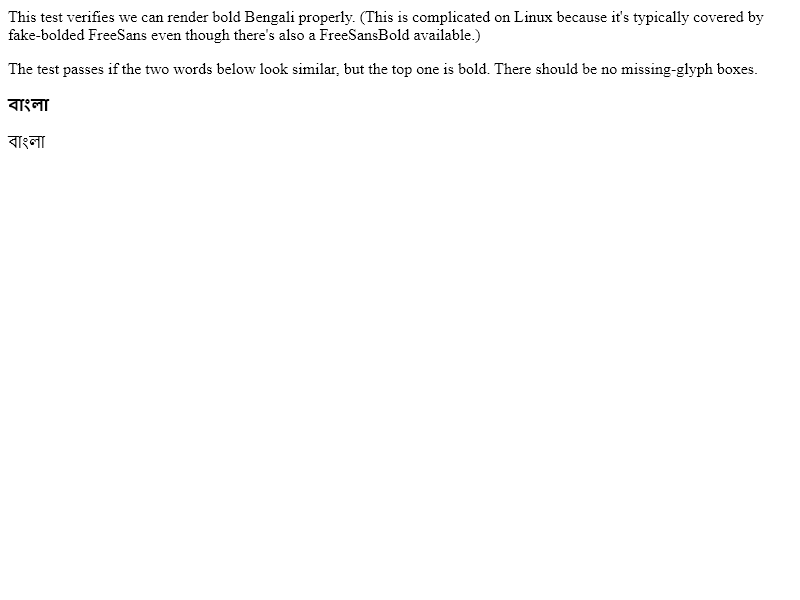 This test verifies we can render bold Bengali properly. (This is complicated on Linux because it's typically covered by
fake-bolded FreeSans even though there's also a FreeSansBold available.)
The test passes if the two words below look similar, but the top one is bold. There should be no missing-glyph boxes.
বাংলা
বাংলা